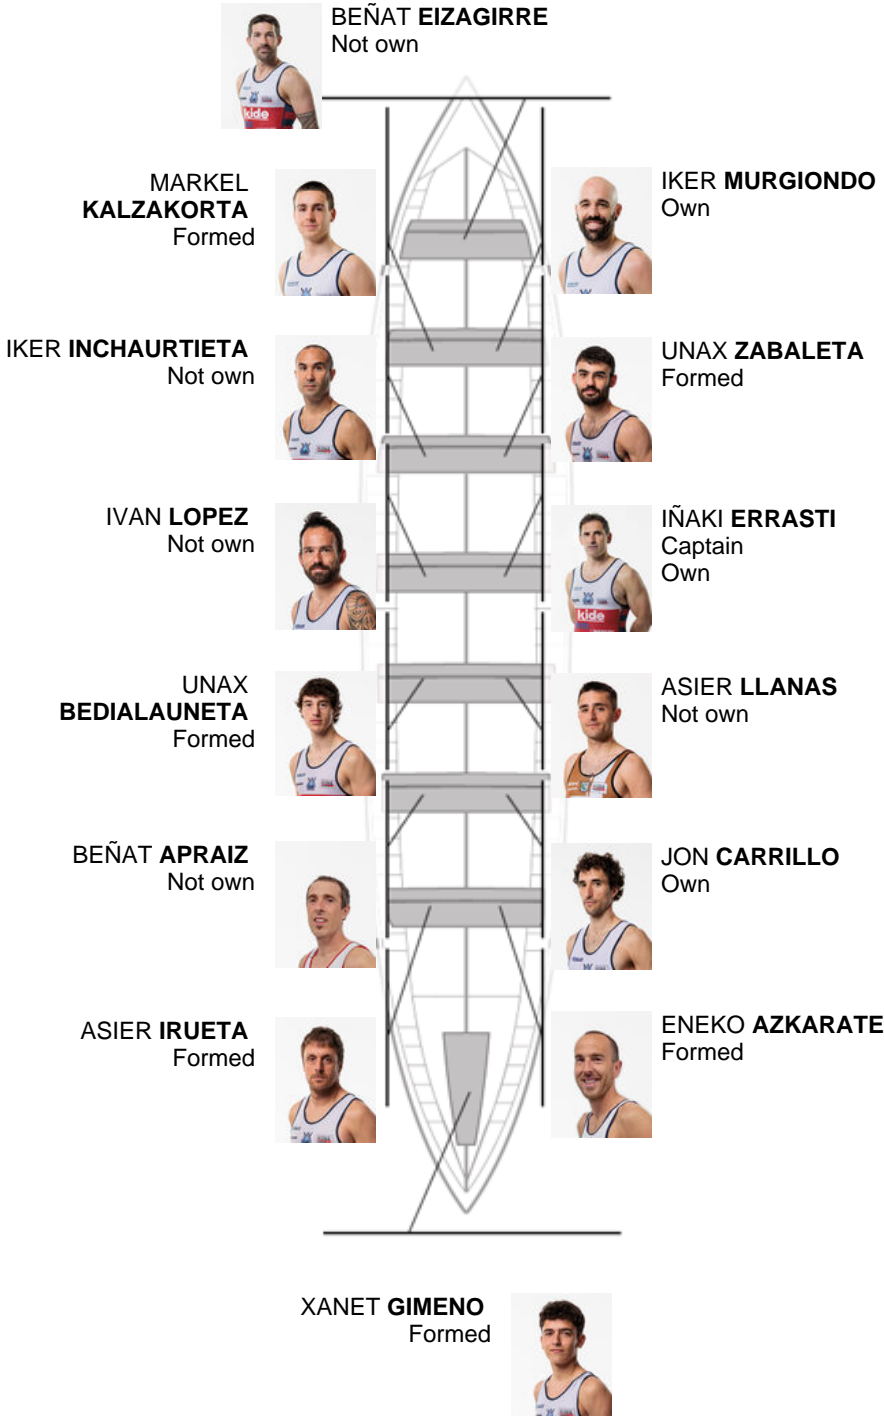 BEÑAT EIZAGIRRE
Not own
MARKEL
KALZAKORTA
Formed
IKER MURGIONDO
Own
IKER INCHAURTIETA
Not own
UNAX ZABALETA
Formed
IVAN LOPEZ
Not own
IÑAKI ERRASTI
Captain
Own
UNAX
BEDIALAUNETA
Formed
ASIER LLANAS
Not own
BEÑAT APRAIZ
Not own
JON CARRILLO
Own
ASIER IRUETA
Formed
ENEKO AZKARATE
Formed
XANET GIMENO
Formed
kide
kide